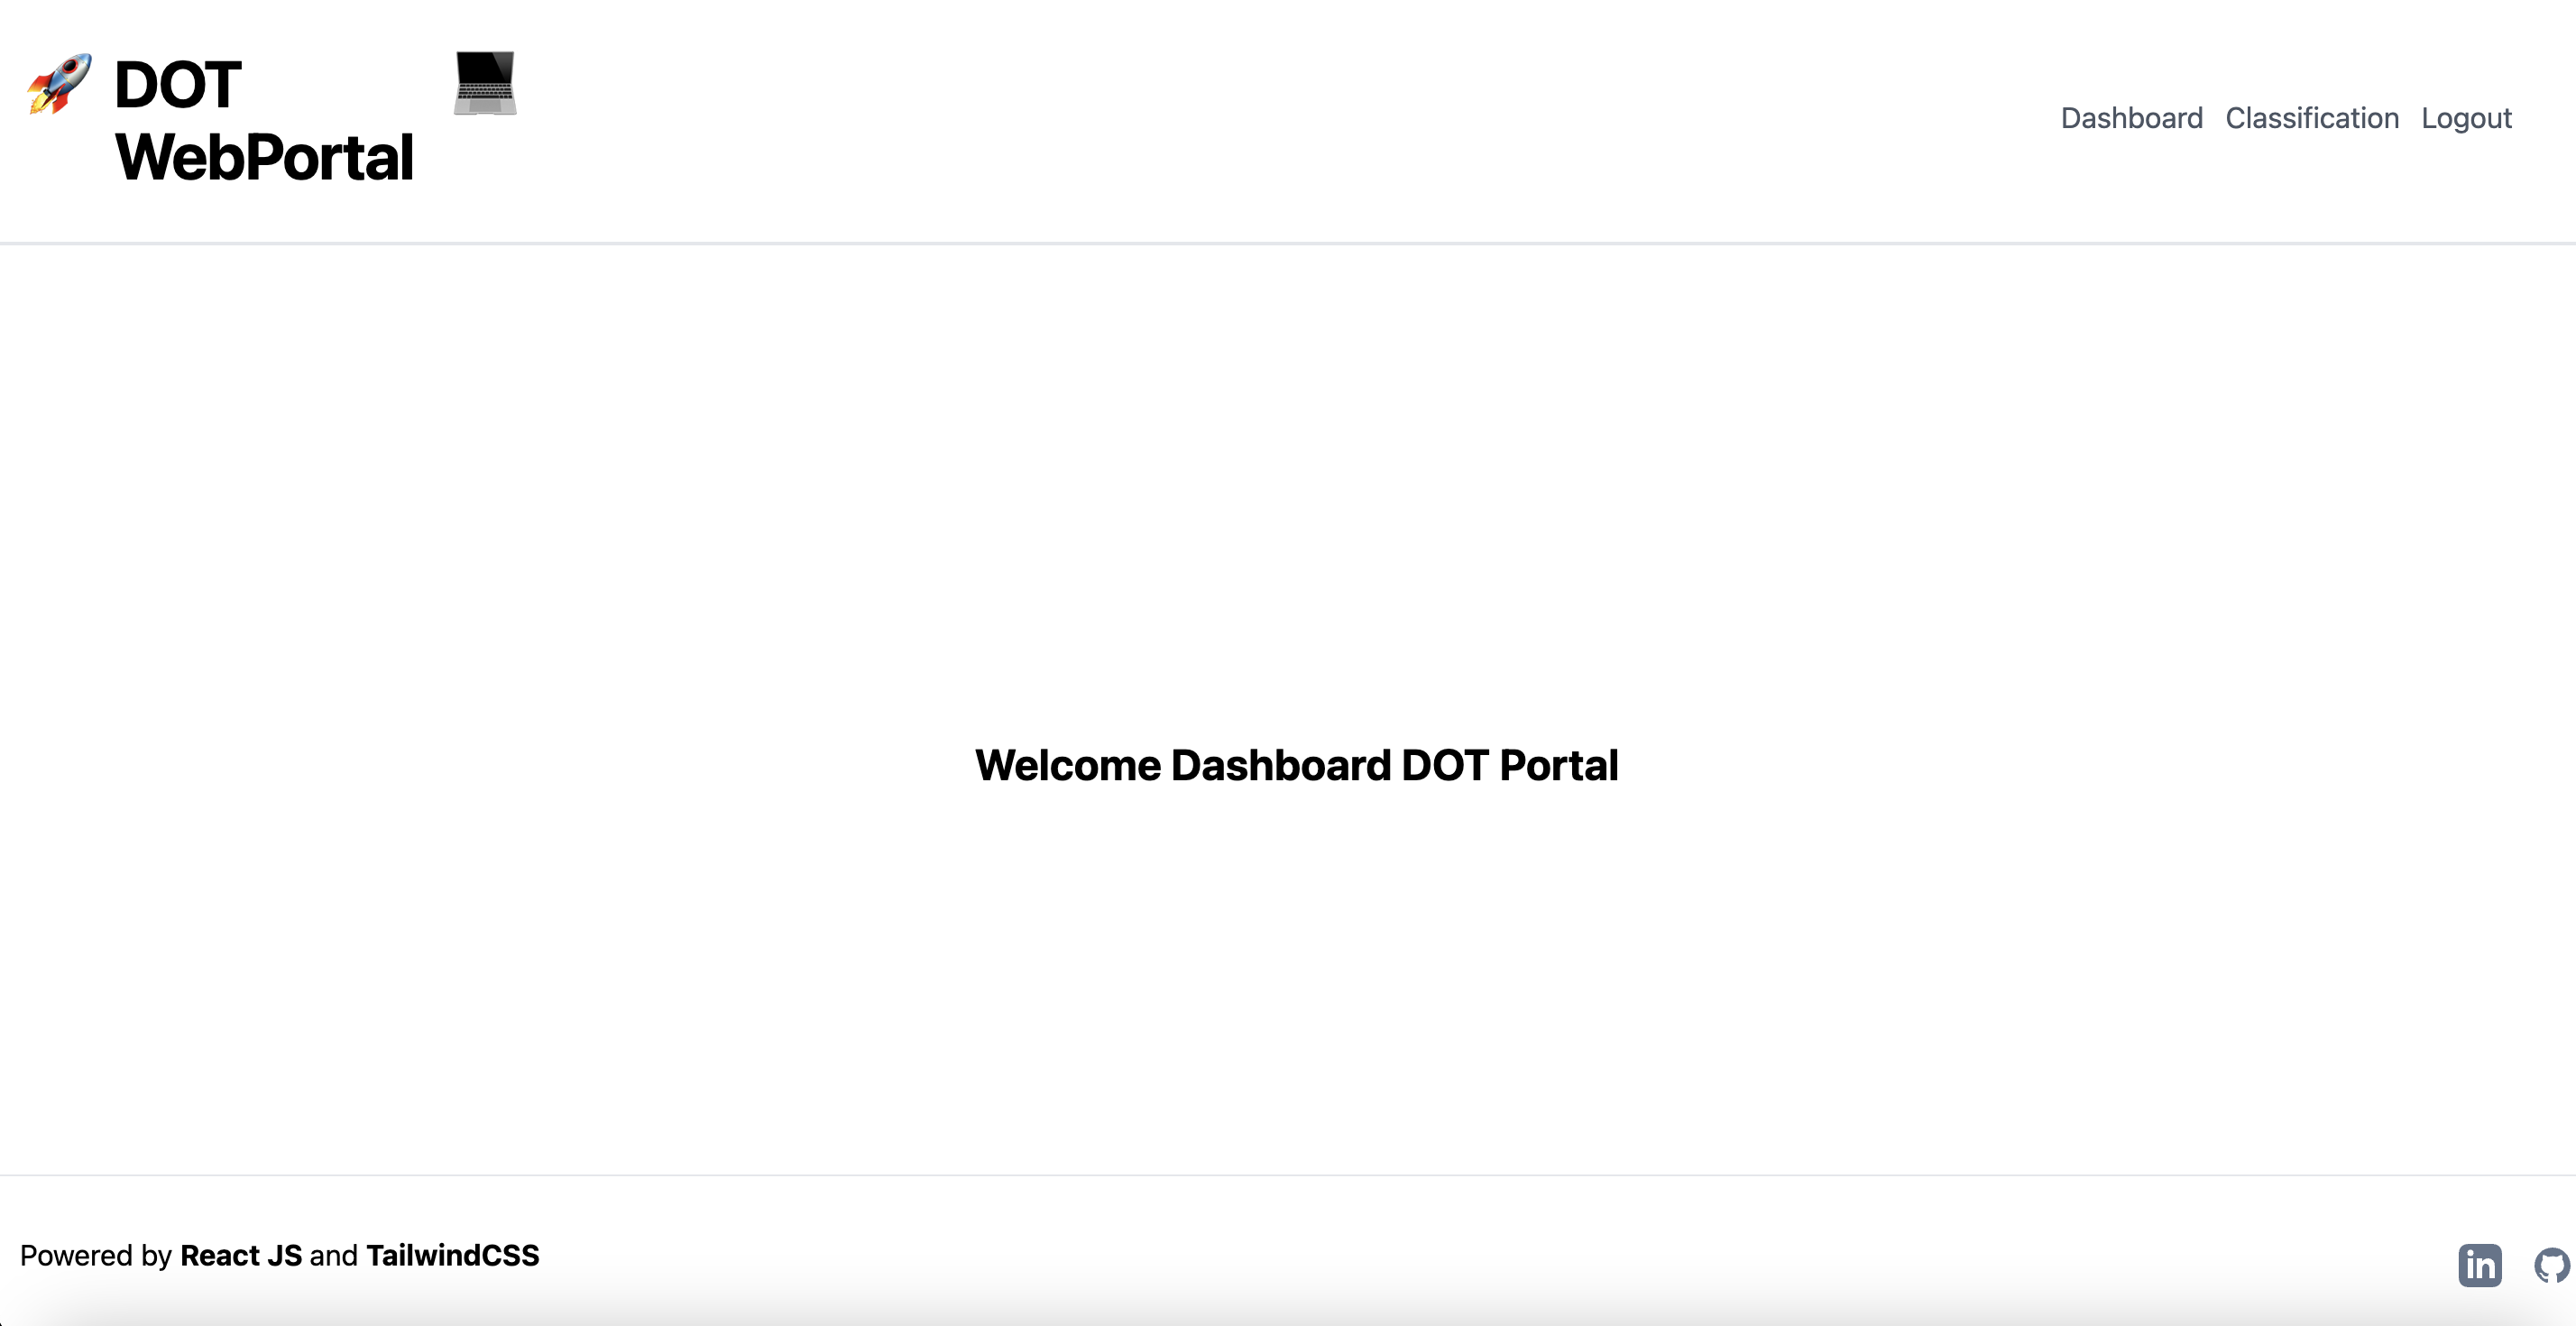 DOT
WebPortal
Dashboard Classification Logout
Welcome Dashboard DOT Portal
Powered by React JS and TailwindCSS
in